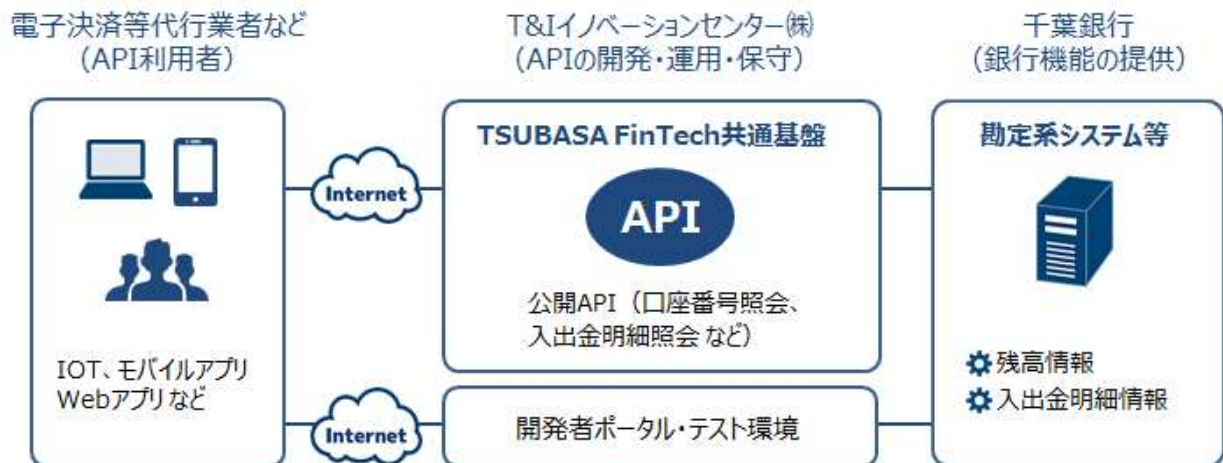 電子決済等代行業者など
（API利用者）
T&Iイノベーションセンター㈱
（APIの開発・運用・保守）
千葉銀行
（銀行機能の提供）
TSUBASA FinTech共通基盤
勘定系システム等
Internet
API
公開API（口座番号照会、
入出金明細照会 など）
IOT、モバイルアプリ
Webアプリ など
残高情報
入出金明細情報
Internet
開発者ポータル・テスト環境